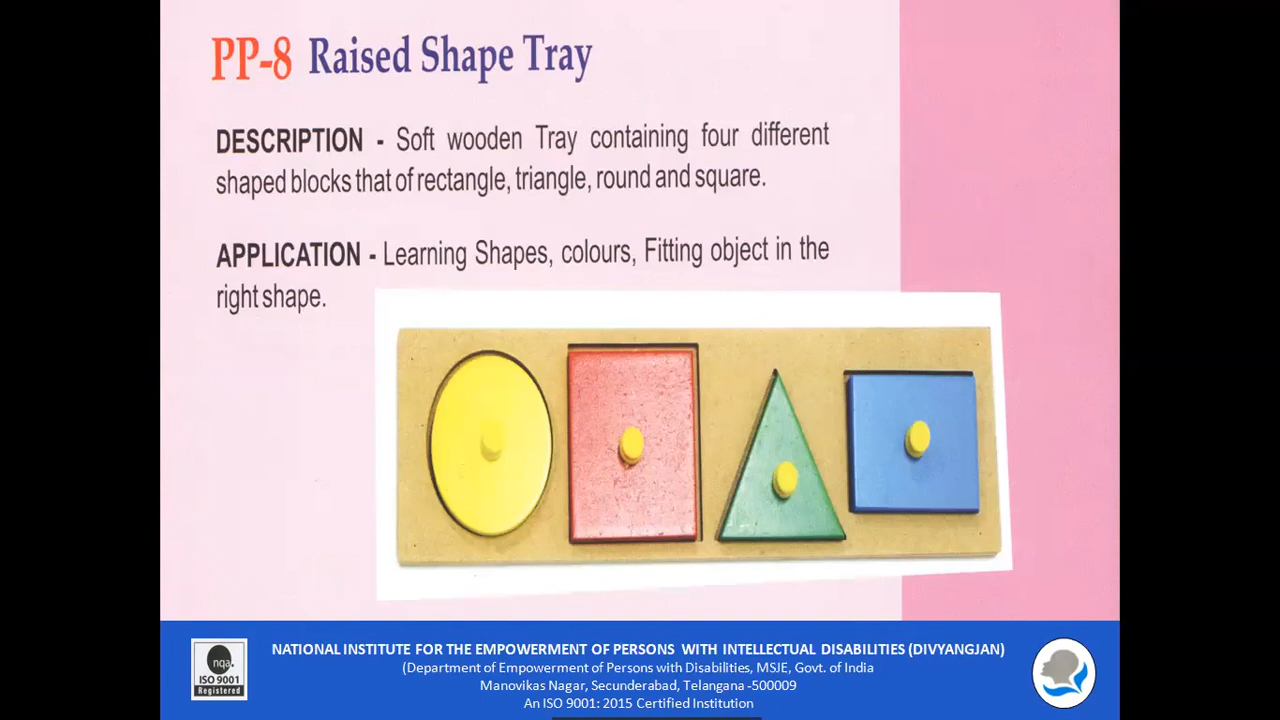 PP-8 Raised Shape Tray
DESCRIPTION - Soft wooden Tray containing four different
shaped blocks that of rectangle, triangle, round and square.
APPLICATION - Learning Shapes, colours, Fitting object in the
right shape.
nqa.
ISO 9001
Registered
NATIONAL INSTITUTE FOR THE EMPOWERMENT OF PERSONS WITH INTELLECTUAL DISABILITIES (DIVYANGJAN)
(Department of Empowerment of Persons with Disabilities, MSJE, Govt. of India
Manovikas Nagar, Secunderabad, Telangana -500009
An ISO 9001: 2015 Certified Institution